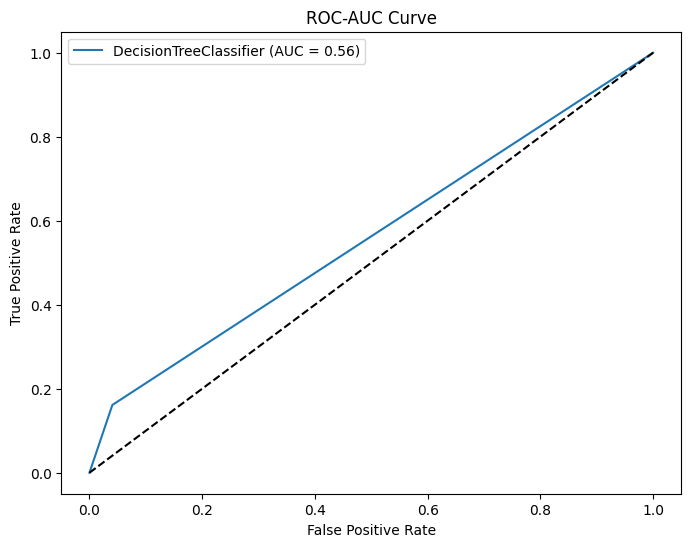 ROC-AUC Curve
DecisionTreeClassifier (AUC = 0.56)
1.0
0.8
0.6
0.4
0.2
0.0
True Positive Rate
0.0 0.2 0.4 0.6 0.8 1.0
False Positive Rate